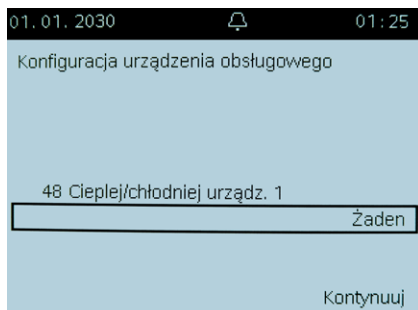 01.01.2030 01:25
Konfiguracja urządzenia obsługowego
48 Cieplej/chłodniej urządz. 1
Żaden
Kontynuuj